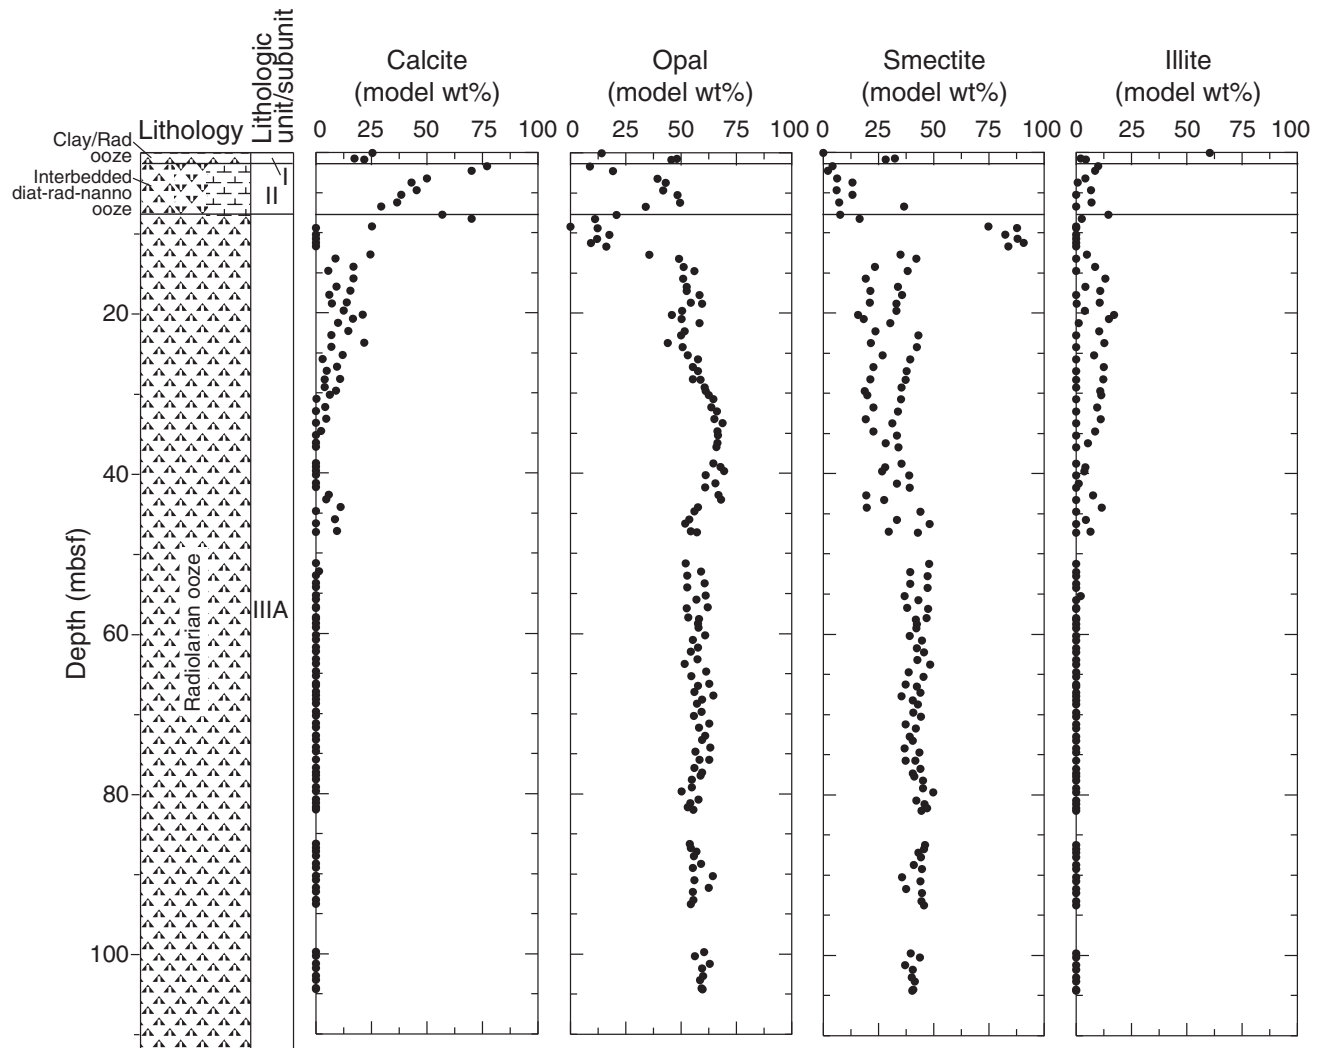 Lithologic
unit/subunit
Calcite
(model wt%)
Opal
(model wt%)
Smectite
(model wt%)
Illite
(model wt%)
Lithology
0 25 50 75 100
0 25 50 75 100
0 25 50 75 100
0 25 50 75 100
Clay/Rad
ooze
Interbedded
diat-rad-nanno
ooze
I
II
IIIA
Radiolarian ooze
Depth (mbsf)
20
40
60
80
100